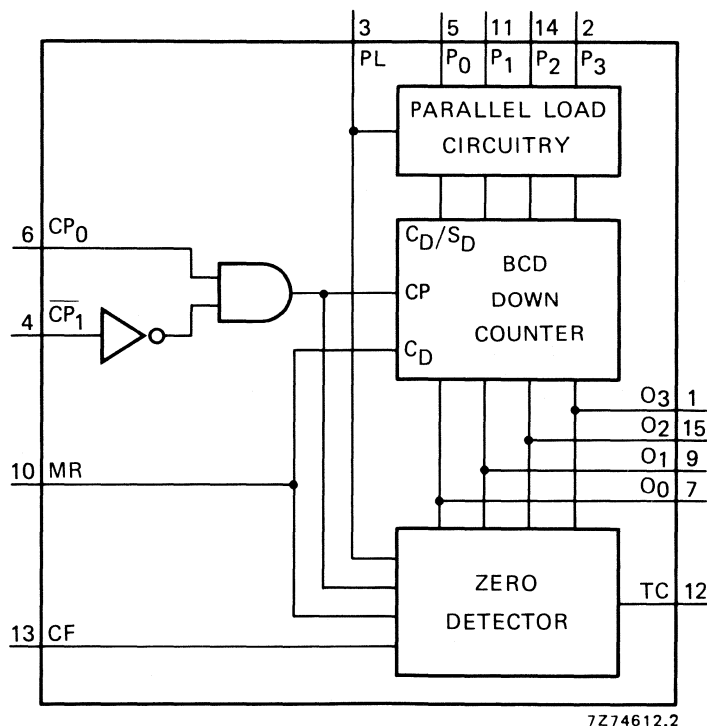 3 5 11 14 2
PL P0 P1 P2 P3
PARALLEL LOAD
CIRCUITRY
6 CP0
CD/SD
BCD
CP
DOWN
4 CP1
COUNTER
CD
O3 1
O2 15
10 MR
O1 9
O0 7
ZERO
TC 12
DETECTOR
13 CF
7Z74612.2